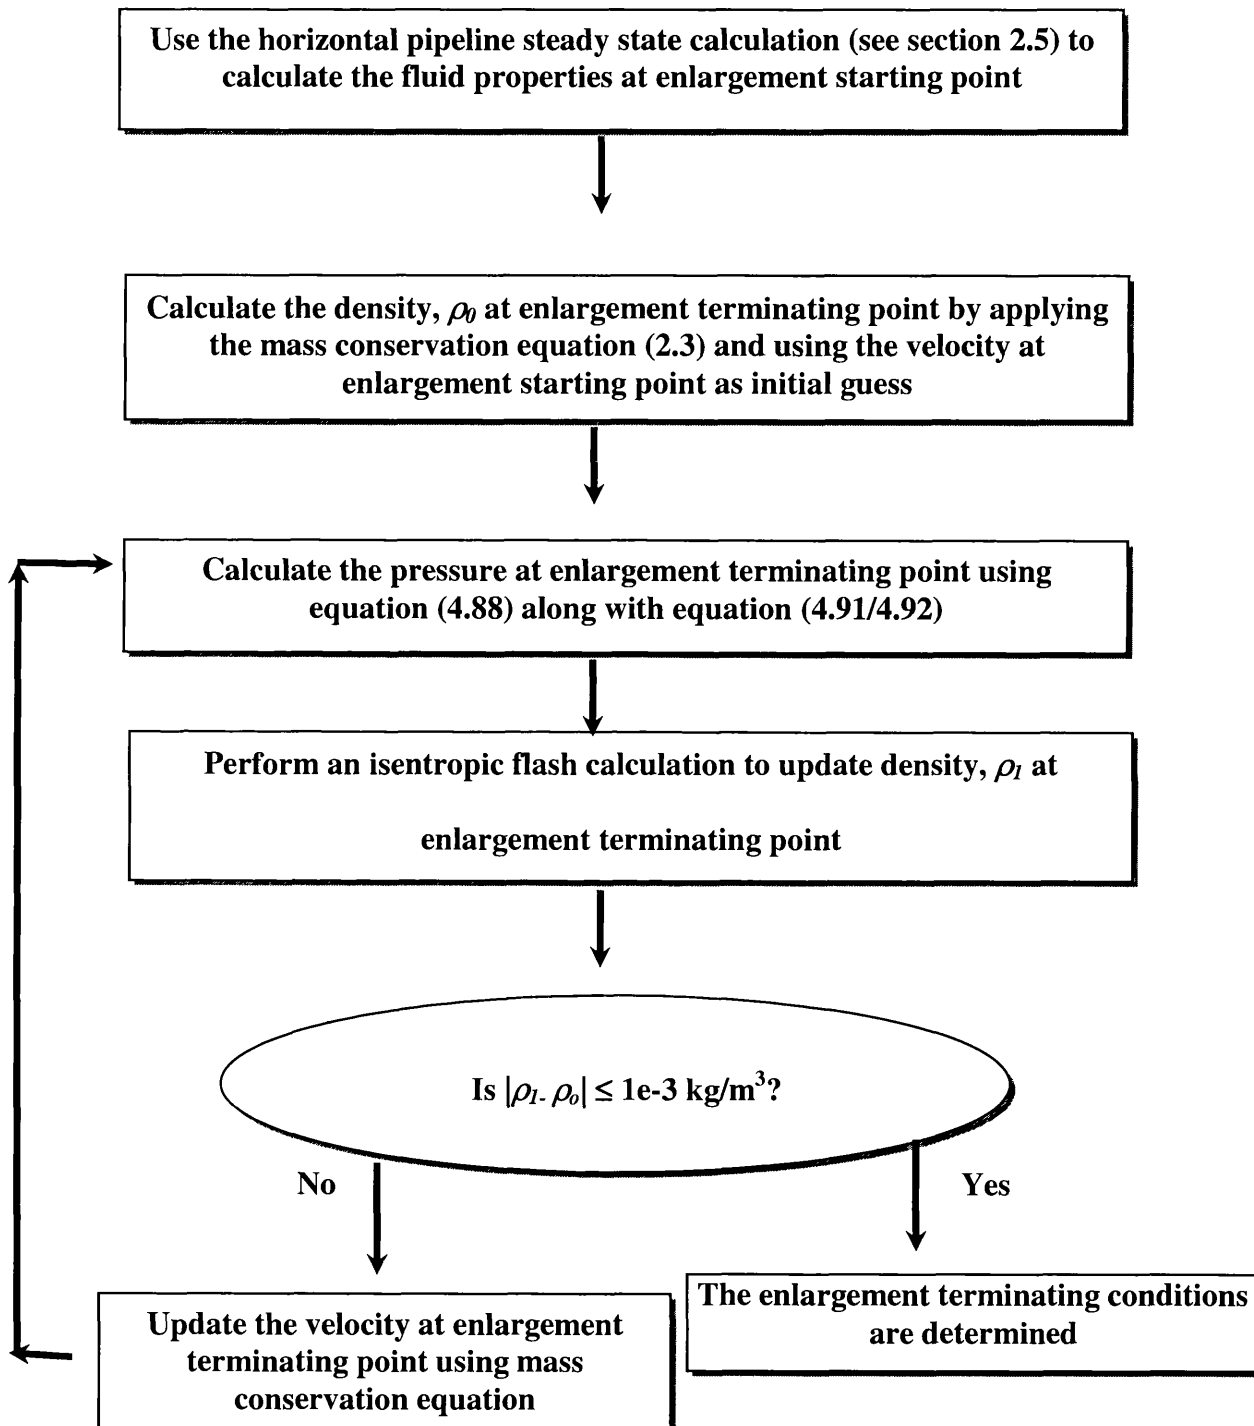 Use the horizontal pipeline steady state calculation (see section 2.5) to
calculate the fluid properties at enlargement starting point
Calculate the density, ρ0 at enlargement terminating point by applying
the mass conservation equation (2.3) and using the velocity at
enlargement starting point as initial guess
Calculate the pressure at enlargement terminating point using
equation (4.88) along with equation (4.91/4.92)
Perform an isentropic flash calculation to update density, ρ1 at
enlargement terminating point
Is |ρ1- ρo| ≤ 1e-3 kg/m³?
No
Yes
Update the velocity at enlargement
terminating point using mass
conservation equation
The enlargement terminating conditions
are determined